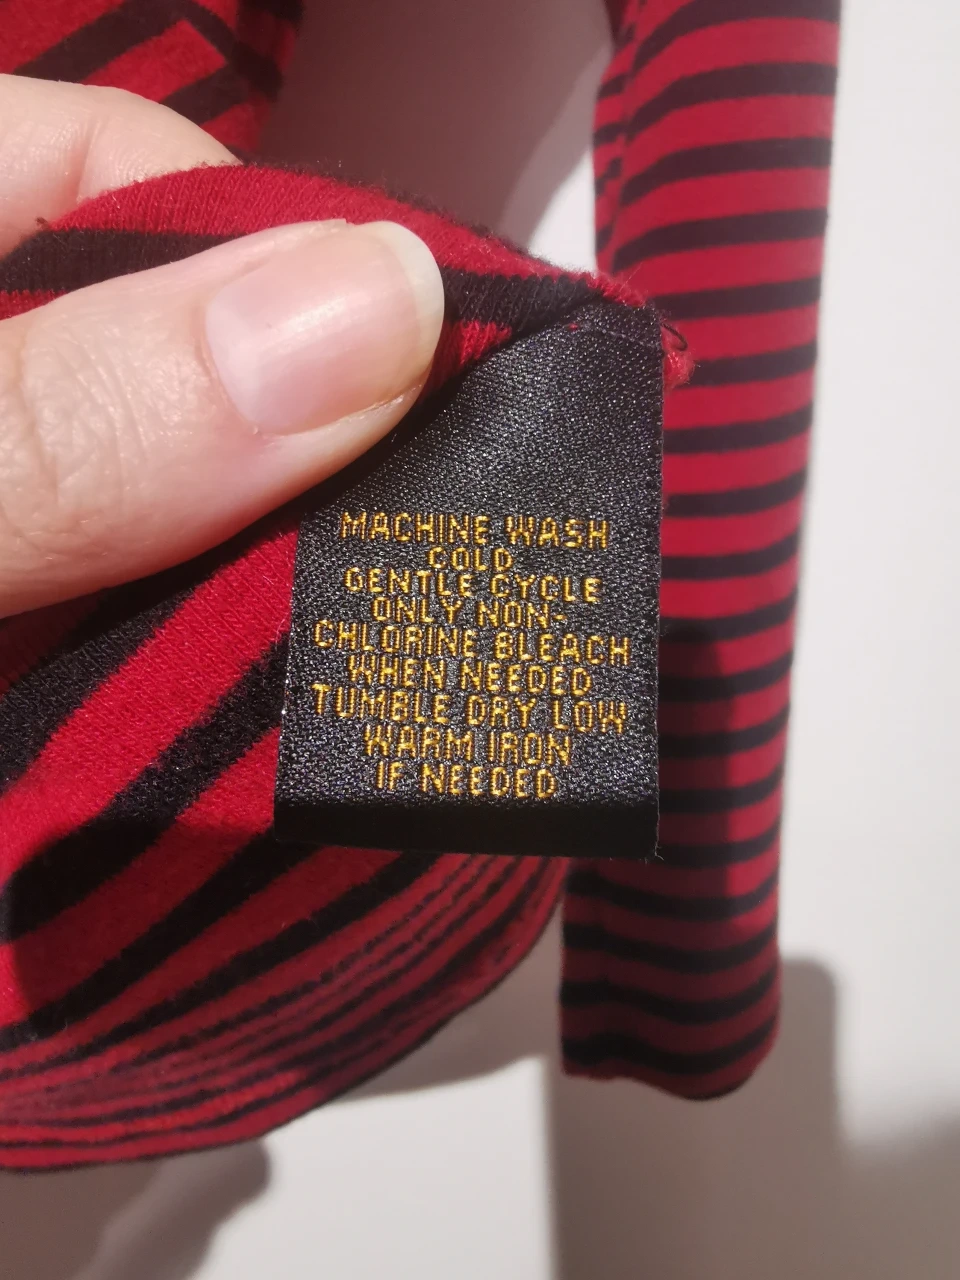 MACHINE WASH
COLD
GENTLE CYCLE
ONLY NON-
CHLORINE BLEACH
WHEN NEEDED
TUMBLE DRY LOW
WARM IRON
IF NEEDED